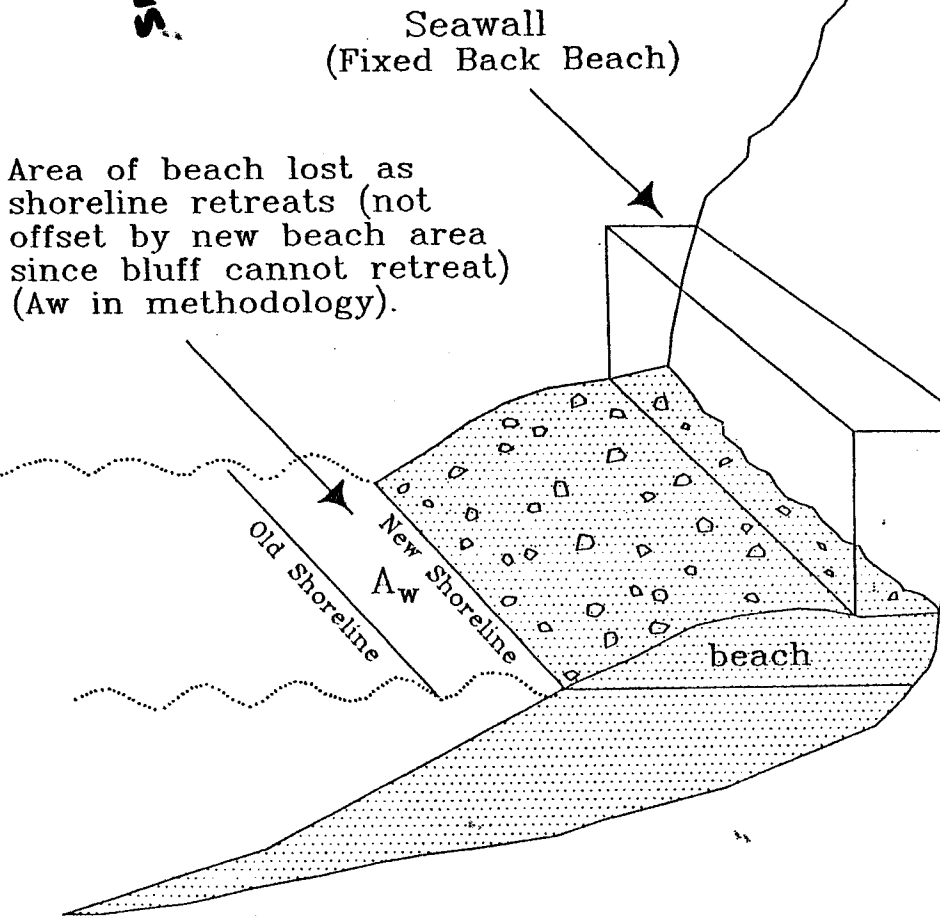 Seawall
(Fixed Back Beach)
Area of beach lost as
shoreline retreats (not
offset by new beach area
since bluff cannot retreat)
(Aw in methodology).
Old Shoreline
New Shoreline
Aw
beach